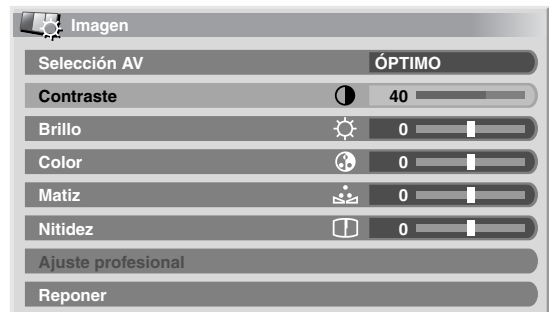 Imagen
Selección AV ÓPTIMO
Contraste 40
Brillo 0
Color 0
Matiz 0
Nitidez 0
Ajuste profesional
Reponer